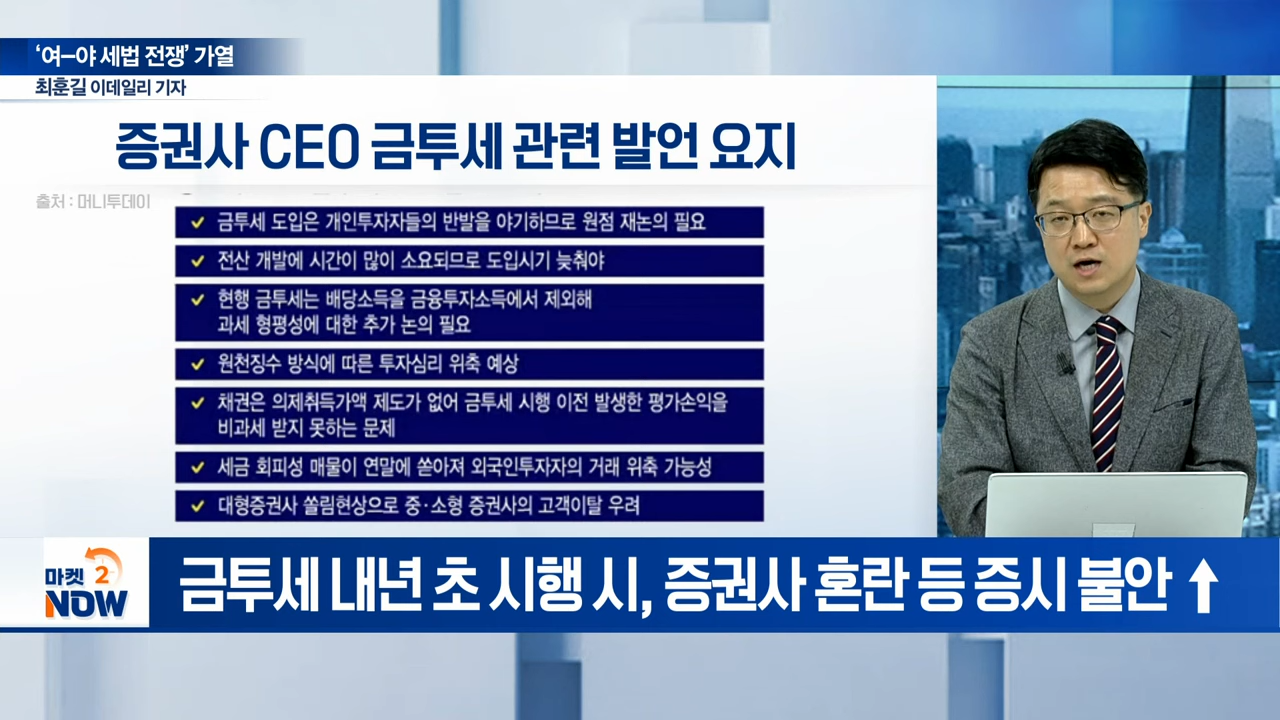 ‘여-야 세법 전쟁’ 가열
최훈길 이데일리 기자
증권사 CEO 금투세 관련 발언 요지
출처 : 머니투데이
금투세 도입은 개인투자자들의 반발을 야기하므로 원점 재논의 필요
전산 개발에 시간이 많이 소요되므로 도입시기 늦춰야
현행 금투세는 배당소득을 금융투자소득에서 제외해
과세 형평성에 대한 추가 논의 필요
원천징수 방식에 따른 투자심리 위축 예상
채권은 의제취득가액 제도가 없어 금투세 시행 이전 발생한 평가손익을
비과세 받지 못하는 문제
세금 회피성 매물이 연말에 쏟아져 외국인투자자의 거래 위축 가능성
대형증권사 쏠림현상으로 중·소형 증권사의 고객이탈 우려
마켓 2
NOW
금투세 내년 초 시행 시, 증권사 혼란 등 증시 불안 ↑